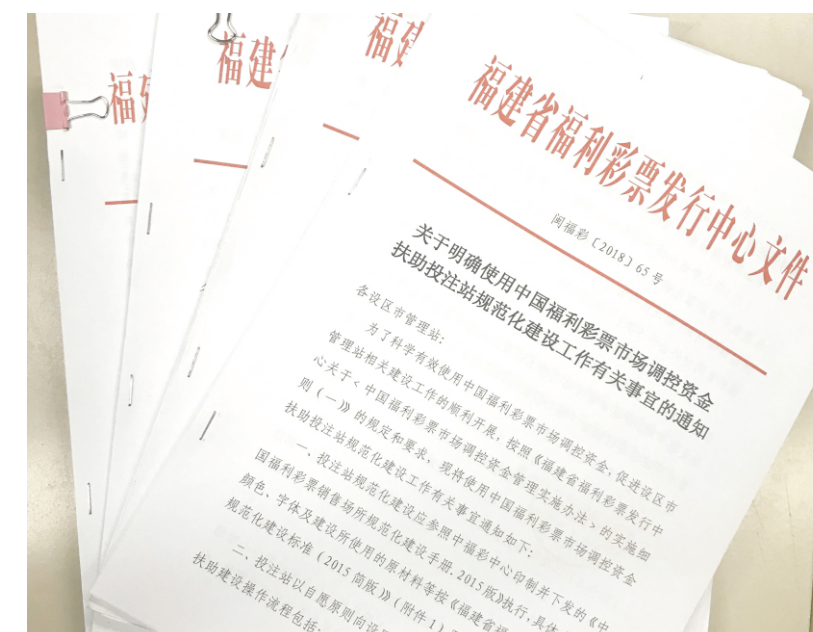 福建
福建
福建
福建省福利彩票发行中心文件
闽福彩〔2018〕65号
关于明确使用中国福利彩票市场调控资金
扶助投注站规范化建设工作有关事宜的通知
各设区市管理站:
为了科学有效使用中国福利彩票市场调控资金、促进设区市
管理站相关建设工作的顺利开展,按照《福建省福利彩票发行中
心关于<中国福利彩票市场调控资金管理实施办法>的实施细
则(一)》的规定和要求,现将使用中国福利彩票市场调控资金
扶助投注站规范化建设工作有关事宜通知如下:
一、投注站规范化建设应参照中福彩中心印制并下发的《中
国福利彩票销售场所规范化建设手册.2015版》执行,具体
颜色、字体及建设所使用的原材料等按《福建省福
规范化建设标准(2015简版)》(附件1)
二、投注站以自愿原则向设
扶助建设操作流程包括: